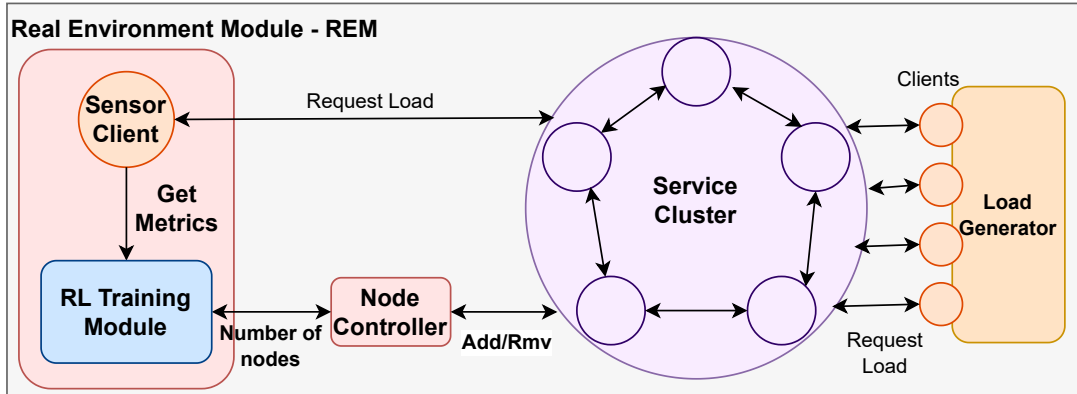 Real Environment Module - REM
Sensor
Client
Request Load
Clients
Get
Metrics
Service
Cluster
Load
Generator
RL Training
Module
Number of
nodes
Node
Controller
Add/Rmv
Request
Load